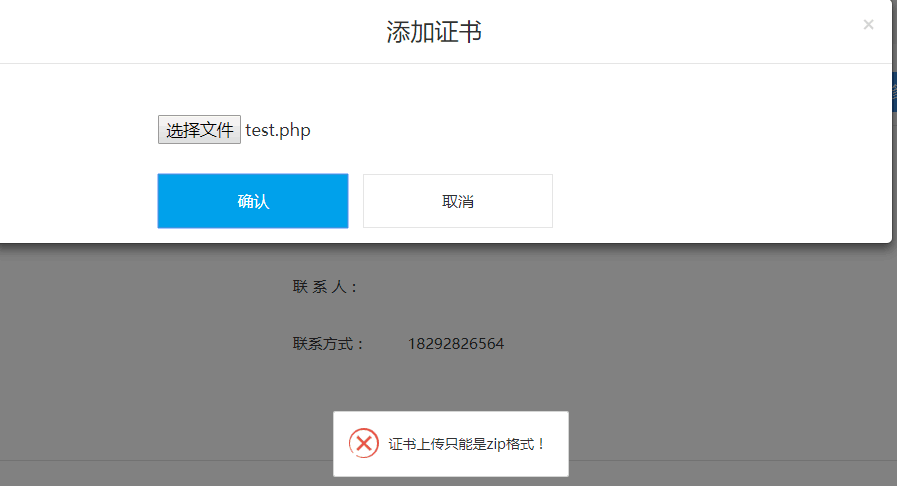 添加证书
×
选择文件 test.php
确认 取消
联 系 人：
联系方式： 18292826564
证书上传只能是zip格式！